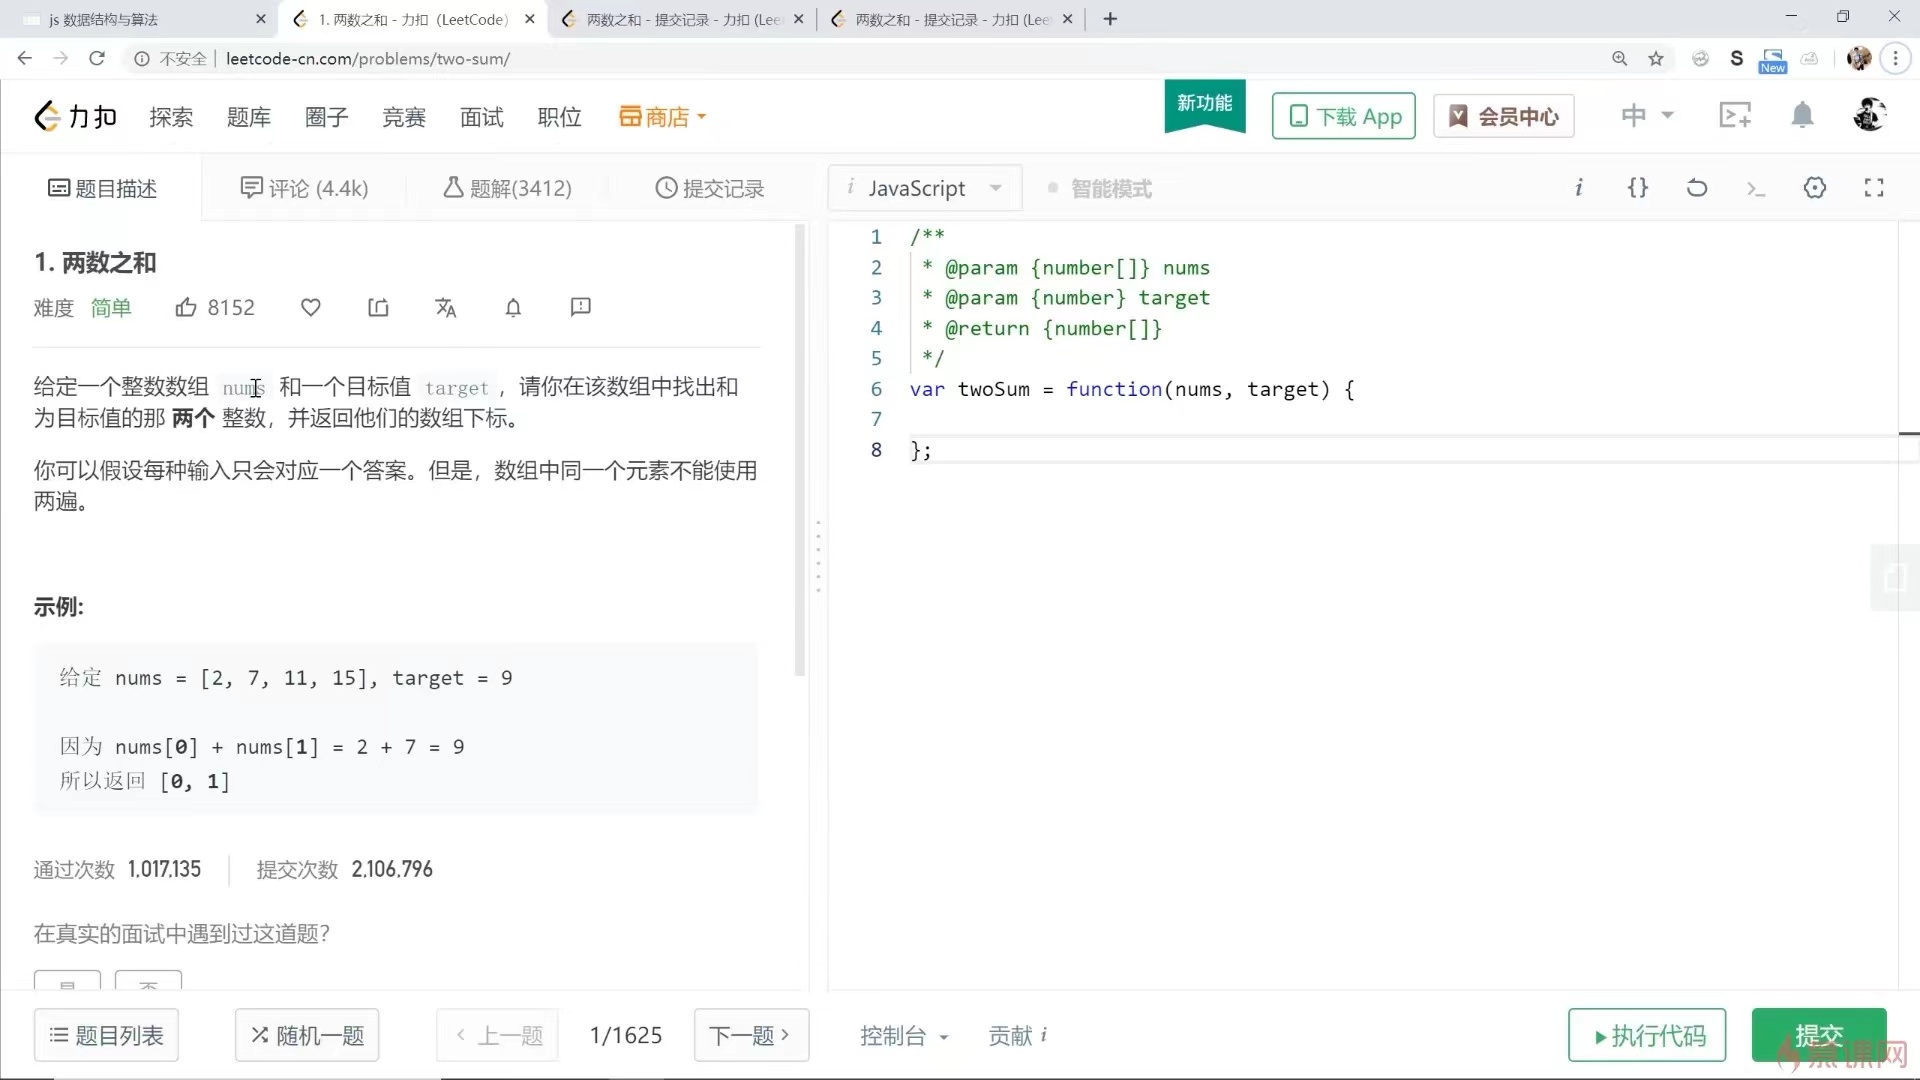 js 数据结构与算法
1. 两数之和 - 力扣（LeetCode）
两数之和 - 提交记录 - 力扣 (Lee
两数之和 - 提交记录 - 力扣 (Lee
不安全
leetcode-cn.com/problems/two-sum/
S
New
力扣
探索
题库
圈子
竞赛
面试
职位
商店
新功能
下载 App
会员中心
中
题目描述
评论 (4.4k)
题解(3412)
提交记录
i JavaScript
智能模式
i {} >_
1. 两数之和
难度 简单 8152
给定一个整数数组 nums 和一个目标值 target ，请你在该数组中找出和
为目标值的那 两个 整数，并返回他们的数组下标。
你可以假设每种输入只会对应一个答案。但是，数组中同一个元素不能使用
两遍。
示例:
给定 nums = [2, 7, 11, 15], target = 9
因为 nums[0] + nums[1] = 2 + 7 = 9
所以返回 [0, 1]
通过次数 1,017,135
提交次数 2,106,796
在真实的面试中遇到过这道题?
1 /**
2 * @param {number[]} nums
3 * @param {number} target
4 * @return {number[]}
5 */
6 var twoSum = function(nums, target) {
7
8 };
题目列表
随机一题
上一题
1/1625
下一题
控制台
贡献 i
执行代码
提交
慕课网